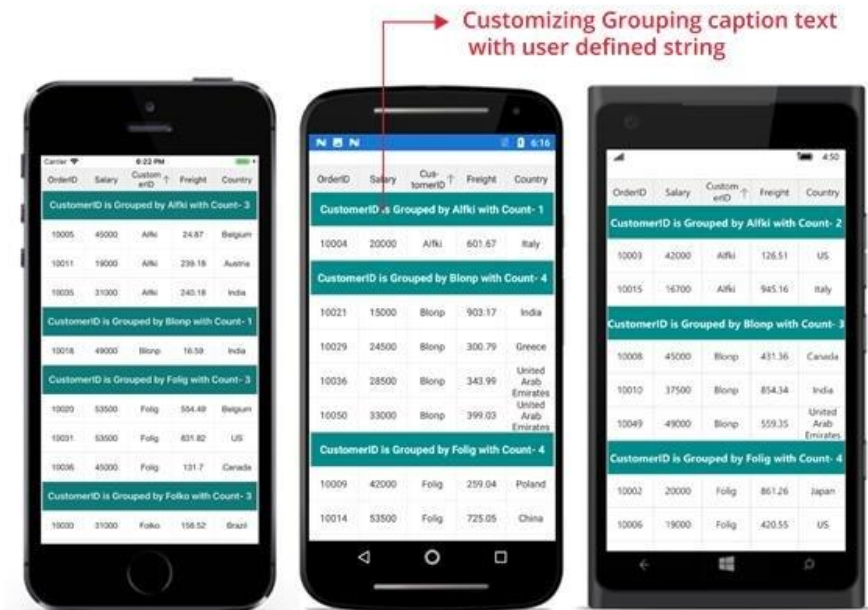 Customizing Grouping caption text
with user defined string
Carrier 6:22 PM
OrderID Salary Custom erID ↑ Freight Country
CustomerID is Grouped by Alfki with Count- 3
10005 45000 Alfki 24.87 Belgium
10011 19000 Alfki 239.18 Austria
10035 31000 Alfki 240.18 India
CustomerID is Grouped by Blonp with Count- 1
10018 49000 Blonp 16.59 India
CustomerID is Grouped by Folig with Count- 3
10020 53500 Folig 554.49 Belgium
10031 53500 Folig 831.82 US
10036 45000 Folig 131.7 Canada
CustomerID is Grouped by Folko with Count- 3
10030 31000 Folko 156.52 Brazil
6:16
OrderID Salary Cus- tomerID ↑ Freight Country
CustomerID is Grouped by Alfki with Count- 1
10004 20000 Alfki 601.67 Italy
CustomerID is Grouped by Blonp with Count- 4
10021 15000 Blonp 903.17 India
10029 24500 Blonp 300.79 Greece
10036 28500 Blonp 343.99 United Arab Emirates
10050 33000 Blonp 399.03 United Arab Emirates
CustomerID is Grouped by Folig with Count- 4
10009 42000 Folig 259.04 Poland
10014 53500 Folig 725.05 China
4:50
OrderID Salary Custom erID ↑ Freight Country
CustomerID is Grouped by Alfki with Count- 2
10003 42000 Alfki 126.51 US
10015 16700 Alfki 945.16 Italy
CustomerID is Grouped by Blonp with Count- 3
10008 45000 Blonp 431.36 Canada
10010 37500 Blonp 854.34 India
10049 49000 Blonp 559.35 United Arab Emirates
CustomerID is Grouped by Folig with Count- 4
10002 20000 Folig 861.26 Japan
10006 19000 Folig 420.55 US